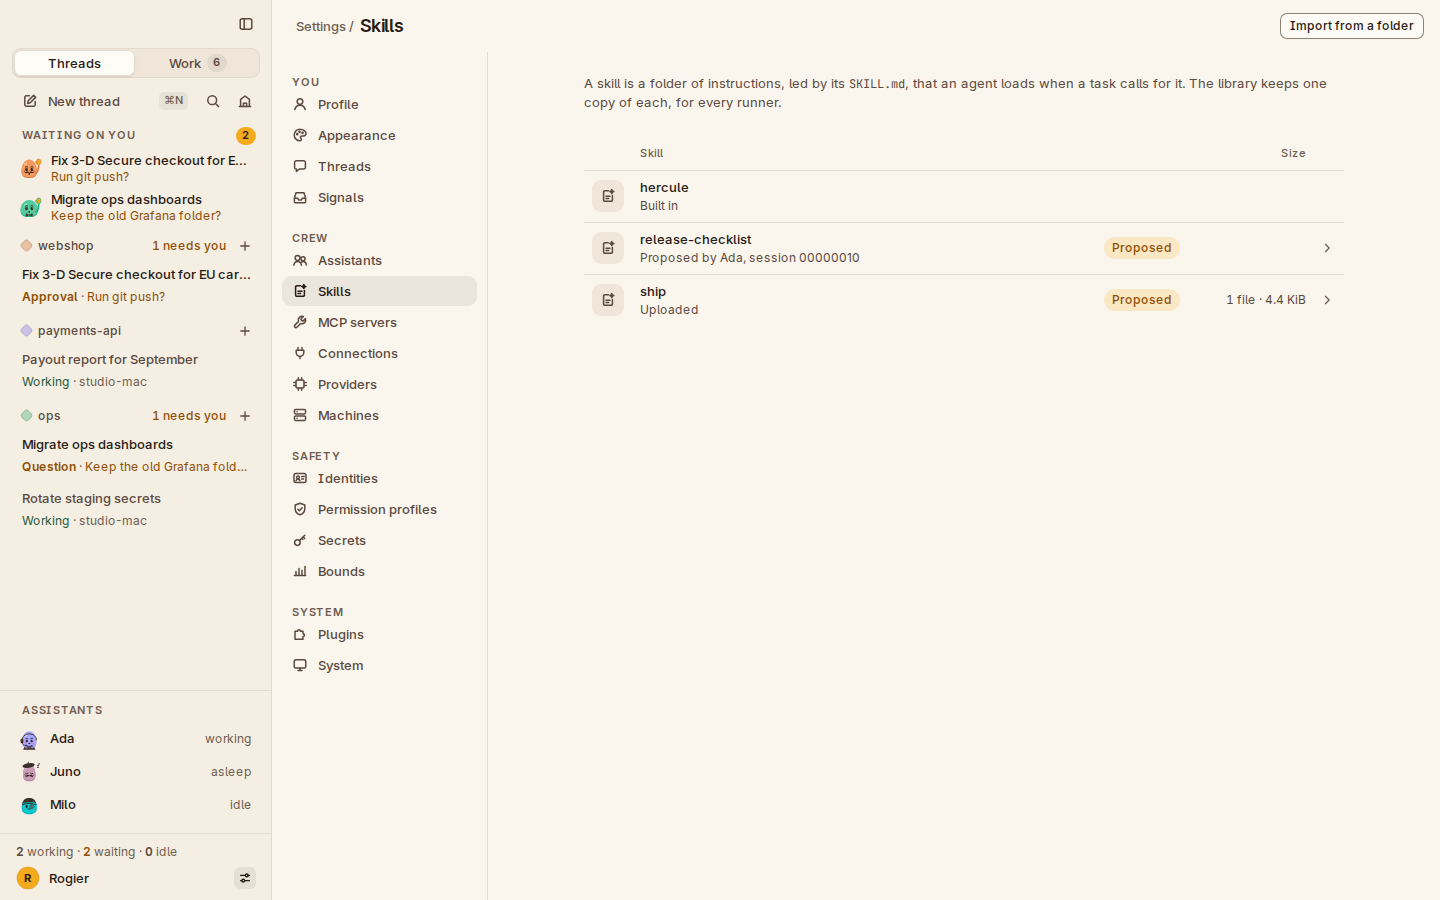 Threads
Work 6
New thread
⌘N
WAITING ON YOU
2
Fix 3-D Secure checkout for E...
Run git push?
Migrate ops dashboards
Keep the old Grafana folder?
webshop
1 needs you
Fix 3-D Secure checkout for EU car...
Approval · Run git push?
payments-api
Payout report for September
Working · studio-mac
ops
1 needs you
Migrate ops dashboards
Question · Keep the old Grafana fold...
Rotate staging secrets
Working · studio-mac
ASSISTANTS
Ada
working
Juno
asleep
Milo
idle
2 working · 2 waiting · 0 idle
R
Rogier
Settings / Skills
Import from a folder
YOU
Profile
Appearance
Threads
Signals
CREW
Assistants
Skills
MCP servers
Connections
Providers
Machines
SAFETY
Identities
Permission profiles
Secrets
Bounds
SYSTEM
Plugins
System
A skill is a folder of instructions, led by its SKILL.md, that an agent loads when a task calls for it. The library keeps one
copy of each, for every runner.
Skill
Size
hercule
Built in
release-checklist
Proposed by Ada, session 00000010
Proposed
ship
Uploaded
Proposed
1 file · 4.4 KiB